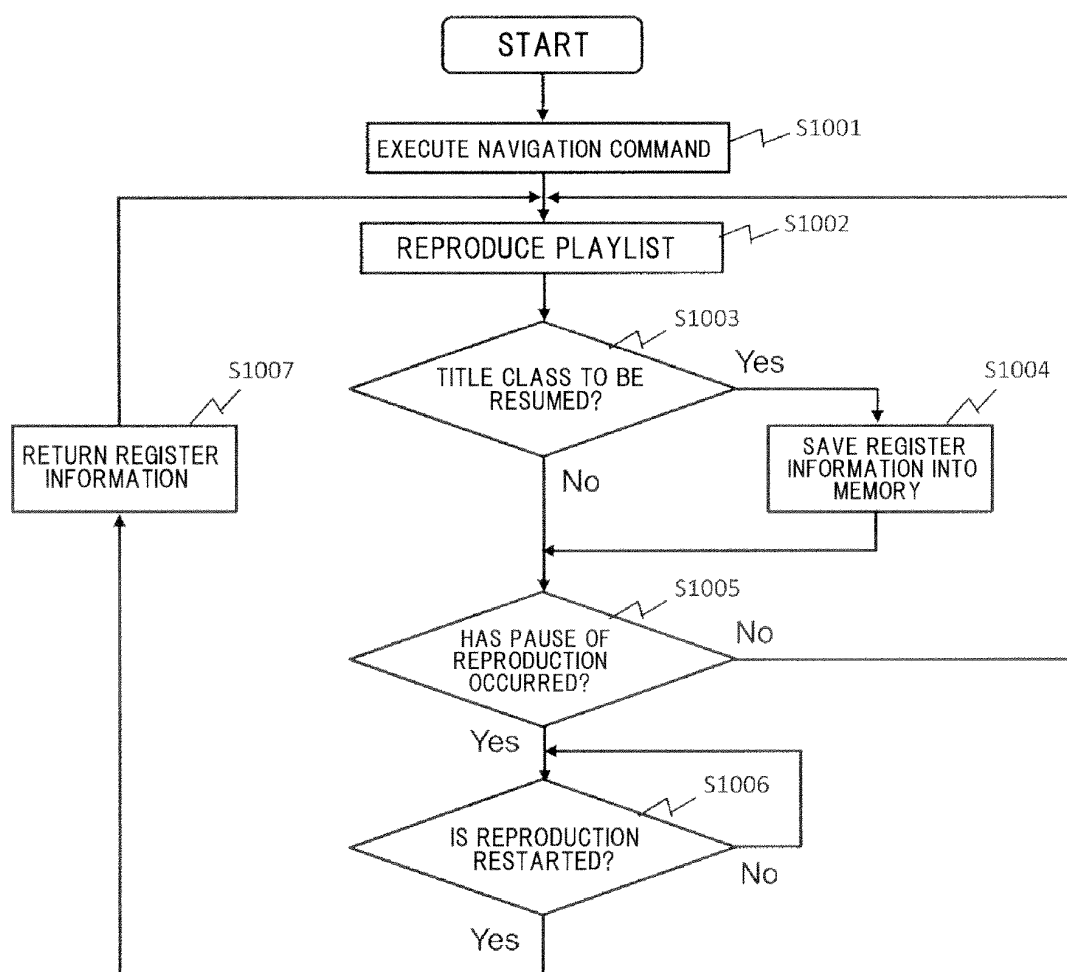 START
EXECUTE NAVIGATION COMMAND
S1001
REPRODUCE PLAYLIST
S1002
S1003
TITLE CLASS TO BE
RESUMED?
Yes
No
S1004
SAVE REGISTER
INFORMATION INTO
MEMORY
S1007
RETURN REGISTER
INFORMATION
S1005
HAS PAUSE OF
REPRODUCTION
OCCURRED?
No
Yes
S1006
IS REPRODUCTION
RESTARTED?
No
Yes